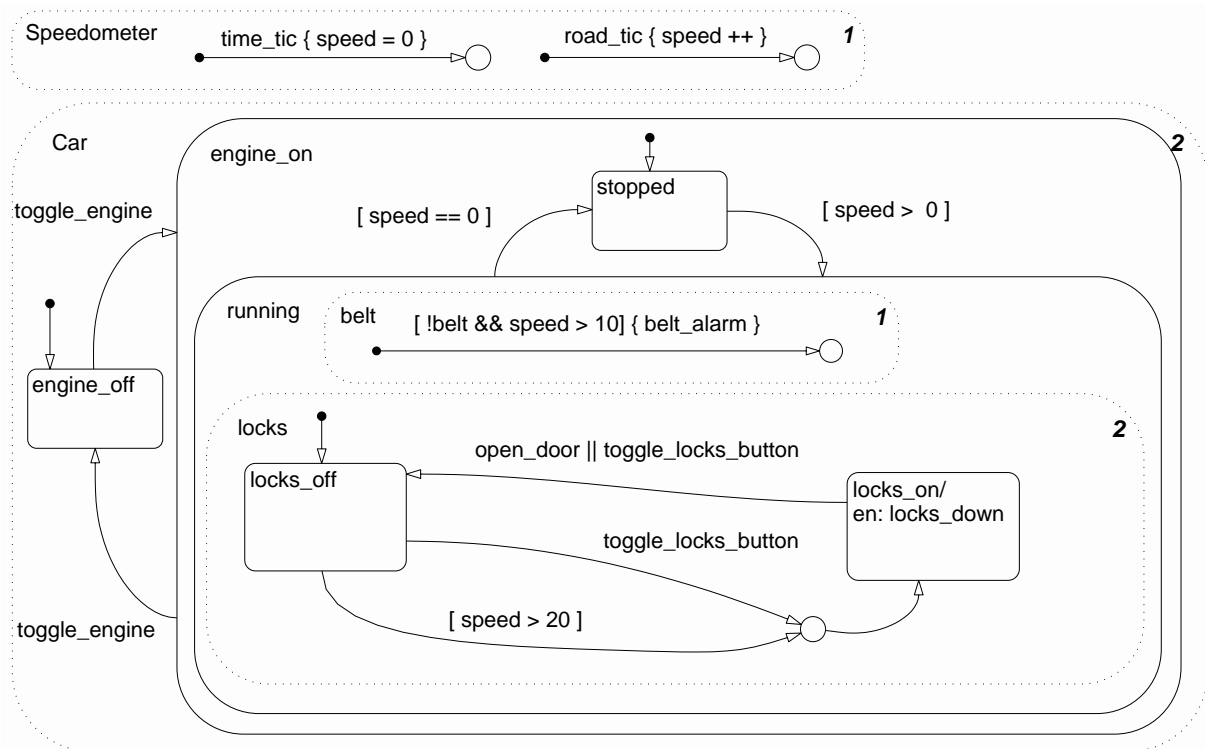 Speedometer
time_tic { speed = 0 }
road_tic { speed ++ }
1
Car
2
engine_on
stopped
toggle_engine
[ speed == 0 ]
[ speed >  0 ]
running
belt
[ !belt && speed > 10] { belt_alarm }
1
engine_off
locks
2
open_door || toggle_locks_button
locks_off
locks_on/
en: locks_down
toggle_locks_button
[ speed > 20 ]
toggle_engine